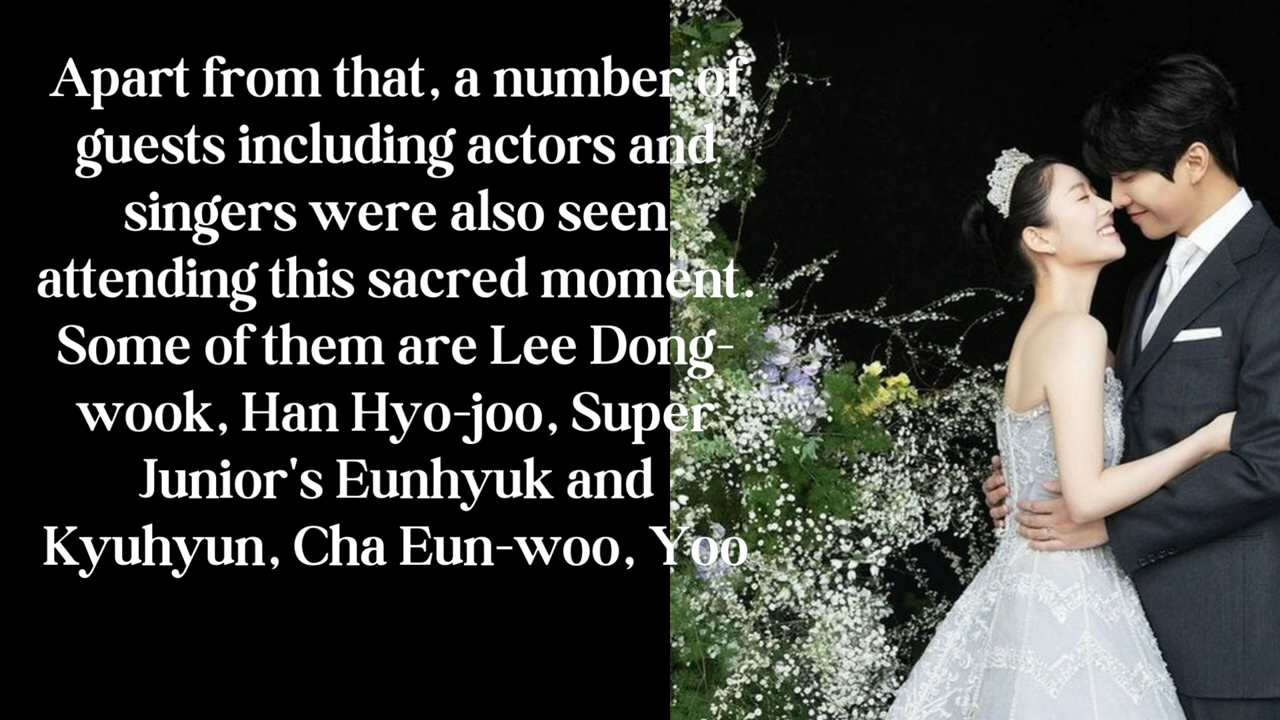 Apart from that, a number of
guests including actors and
singers were also seen
attending this sacred moment.
Some of them are Lee Dong-
wook, Han Hyo-joo, Super
Junior's Eunhyuk and
Kyuhyun, Cha Eun-woo, Yoo